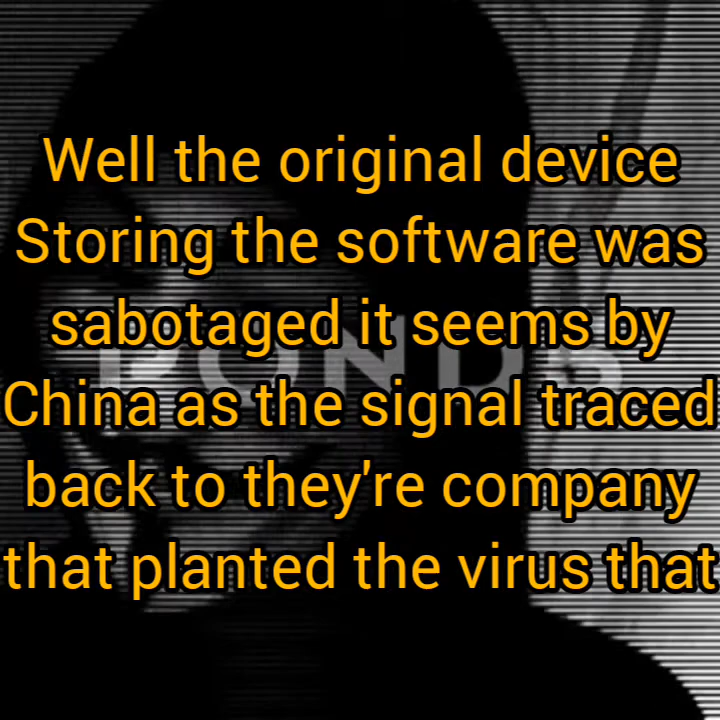 Well the original device
Storing the software was
sabotaged it seems by
China as the signal traced
back to they're company
that planted the virus that